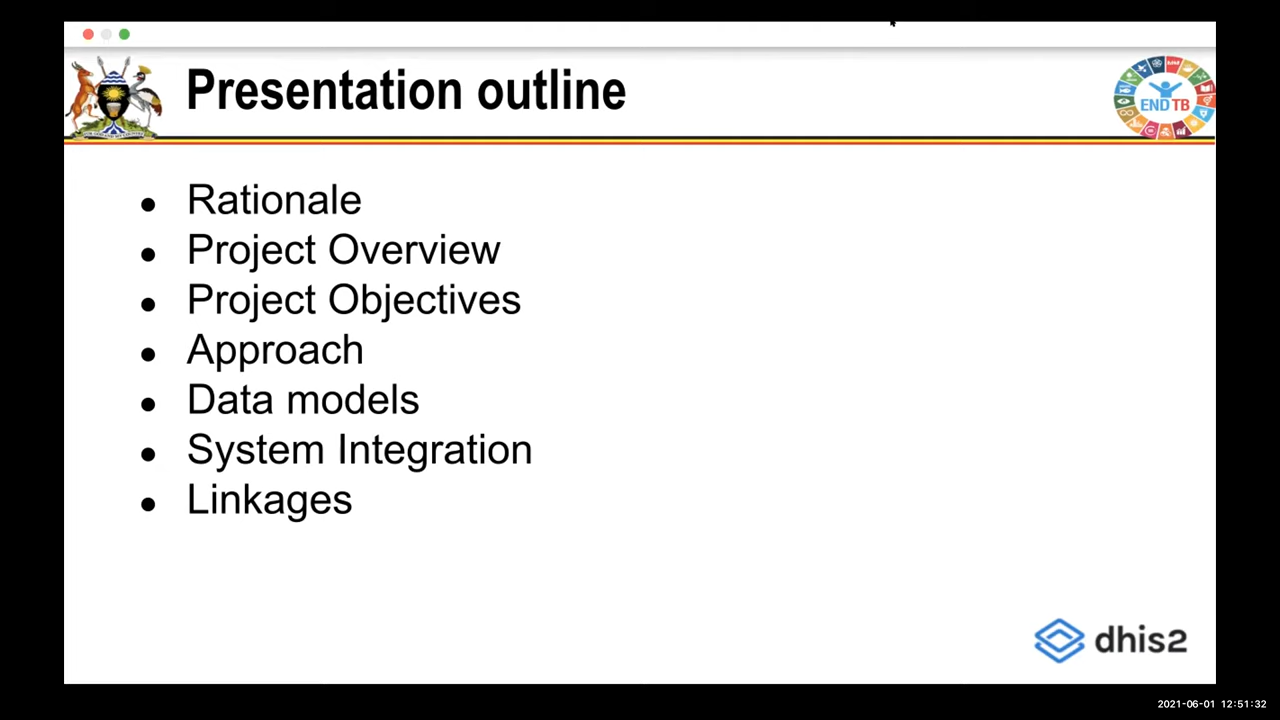 Presentation outline
END TB
● Rationale
● Project Overview
● Project Objectives
● Approach
● Data models
● System Integration
● Linkages
dhis2
2021-06-01 12:51:32